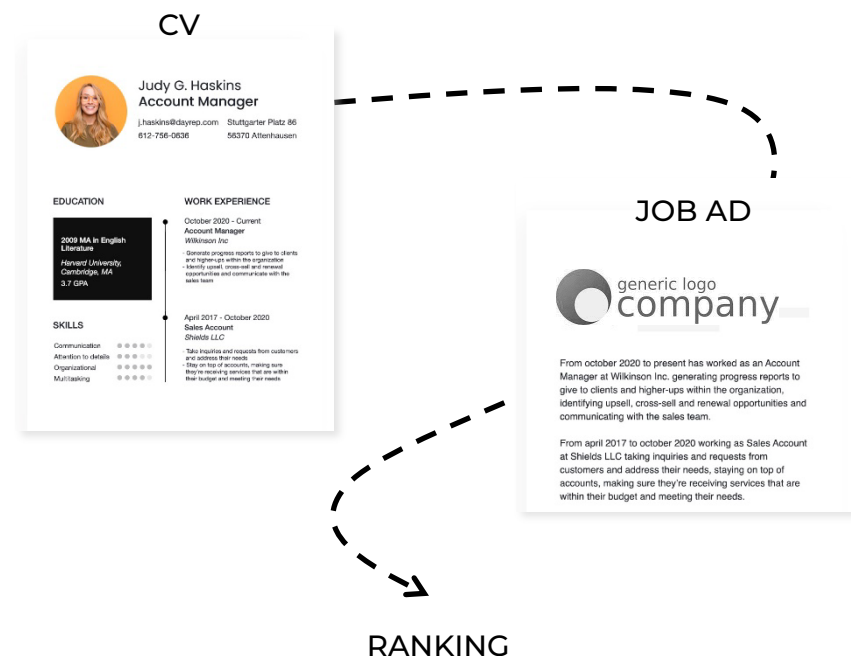 CV
Judy G. Haskins
Account Manager
j.haskins@dayrep.com Stuttgarter Platz 86
612-756-0836 56370 Attenhausen
EDUCATION
2009 MA in English
Literature
Harvard University,
Cambridge, MA
3.7 GPA
SKILLS
Communication
Attention to details
Organizational
Multitasking
WORK EXPERIENCE
October 2020 - Current
Account Manager
Wilkinson Inc
- Generate progress reports to give to clients
and higher-ups within the organization
- Identify upsell, cross-sell and renewal
opportunities and communicate with the
sales team
April 2017 - October 2020
Sales Account
Shields LLC
- Take inquiries and requests from customers
and address their needs
- Stay on top of accounts, making sure
they're receiving services that are within
their budget and meeting their needs
JOB AD
generic logo
company
From october 2020 to present has worked as an Account
Manager at Wilkinson Inc. generating progress reports to
give to clients and higher-ups within the organization,
identifying upsell, cross-sell and renewal opportunities and
communicating with the sales team.
From april 2017 to october 2020 working as Sales Account
at Shields LLC taking inquiries and requests from
customers and address their needs, staying on top of
accounts, making sure they're receiving services that are
within their budget and meeting their needs.
RANKING